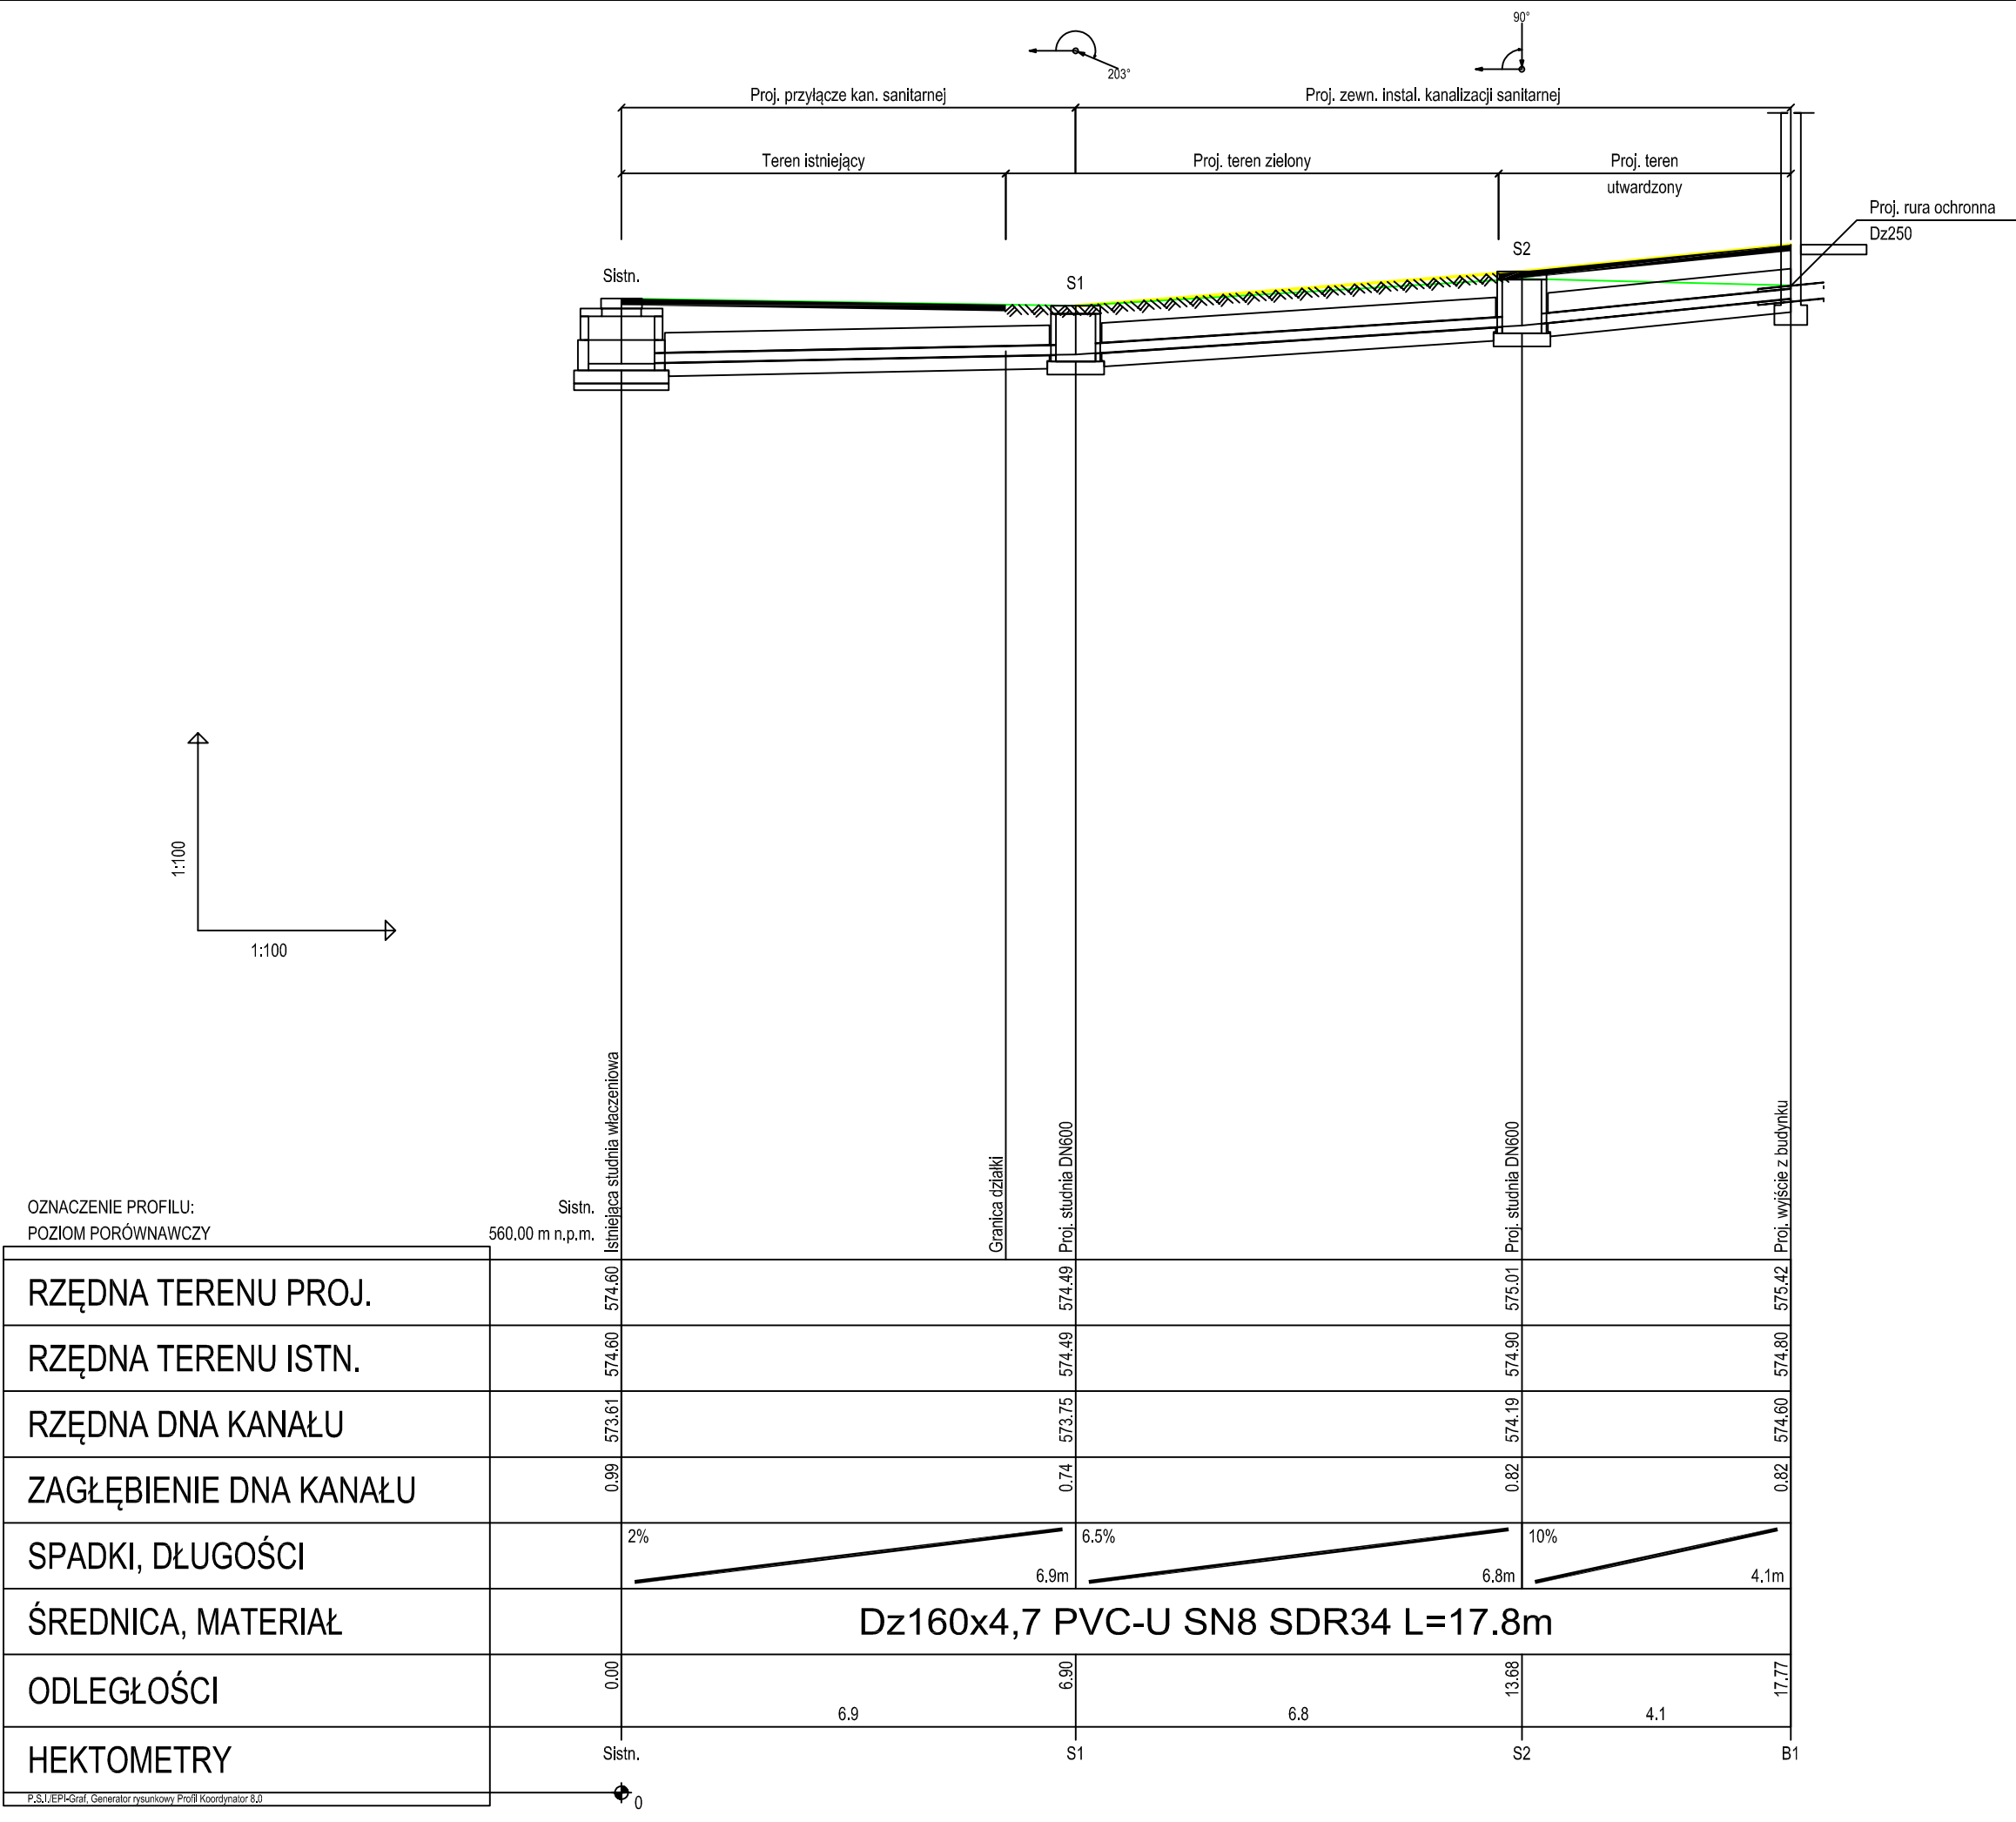 90°
203°
Proj. przyłącze kan. sanitarnej
Proj. zewn. instal. kanalizacji sanitarnej
Teren istniejący
Proj. teren zielony
Proj. teren
utwardzony
Proj. rura ochronna
Dz250
Sistn.
S1
S2
1:100
1:100
Istniejąca studnia włączeniowa
Granica działki
Proj. studnia DN600
Proj. studnia DN600
Proj. wyjście z budynku
OZNACZENIE PROFILU: Sistn.
POZIOM PORÓWNAWCZY 560.00 m n.p.m.
RZĘDNA TERENU PROJ. 574.60 574.49 575.01 575.42
RZĘDNA TERENU ISTN. 574.60 574.49 574.90 574.80
RZĘDNA DNA KANAŁU 573.61 573.75 574.19 574.60
ZAGŁĘBIENIE DNA KANAŁU 0.99 0.74 0.82 0.82
SPADKI, DŁUGOŚCI 2% 6.9m 6.5% 6.8m 10% 4.1m
ŚREDNICA, MATERIAŁ Dz160x4,7 PVC-U SN8 SDR34 L=17.8m
ODLEGŁOŚCI 0.00 6.90 13.68 17.77
6.9 6.8 4.1
HEKTOMETRY Sistn. S1 S2 B1
P.S.I./EPI-Graf, Generator rysunkowy Profil Koordynator 8.0
0